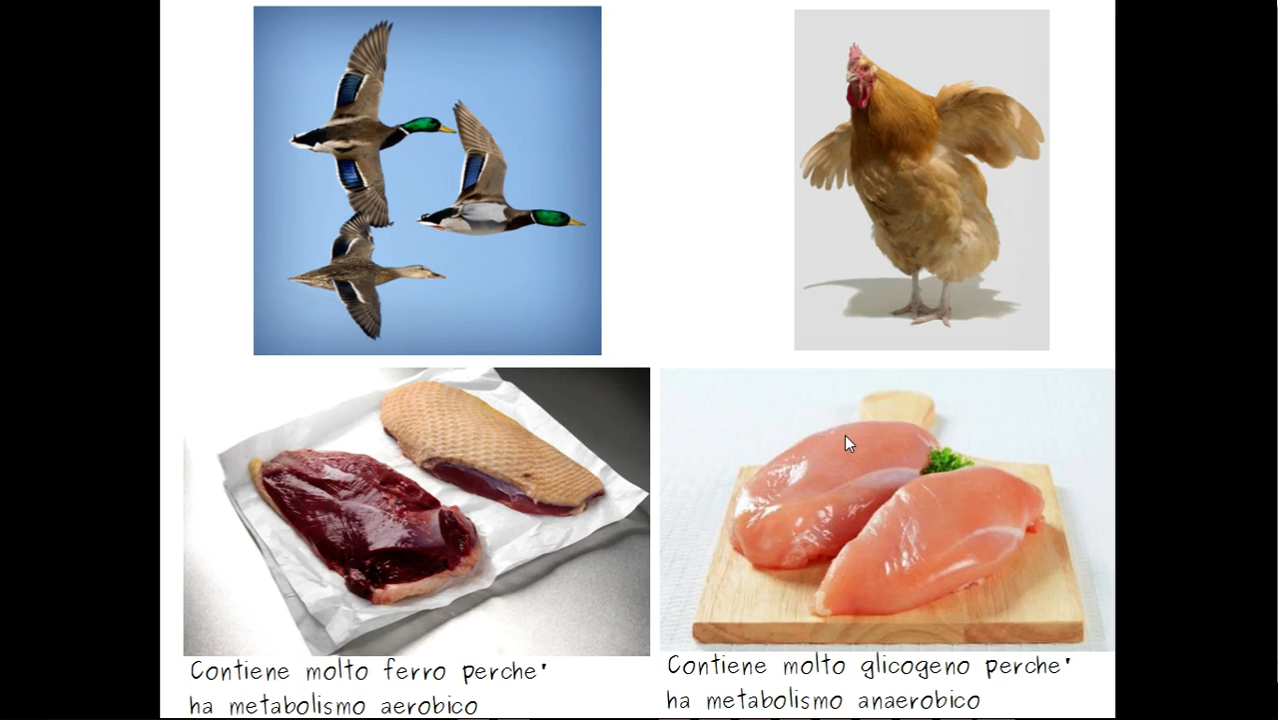 Contiene molto ferro perche'
ha metabolismo aerobico
Contiene molto glicogeno perche'
ha metabolismo anaerobico